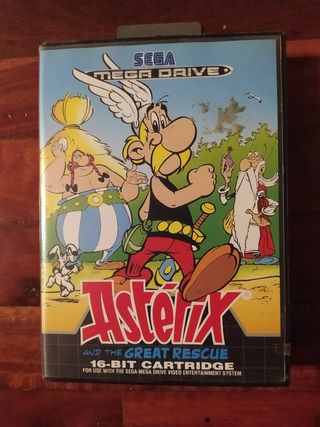 SEGA
MEGA DRIVE
Astérix
AND THE GREAT RESCUE
16-BIT CARTRIDGE
FOR USE WITH THE SEGA MEGA DRIVE VIDEO ENTERTAINMENT SYSTEM